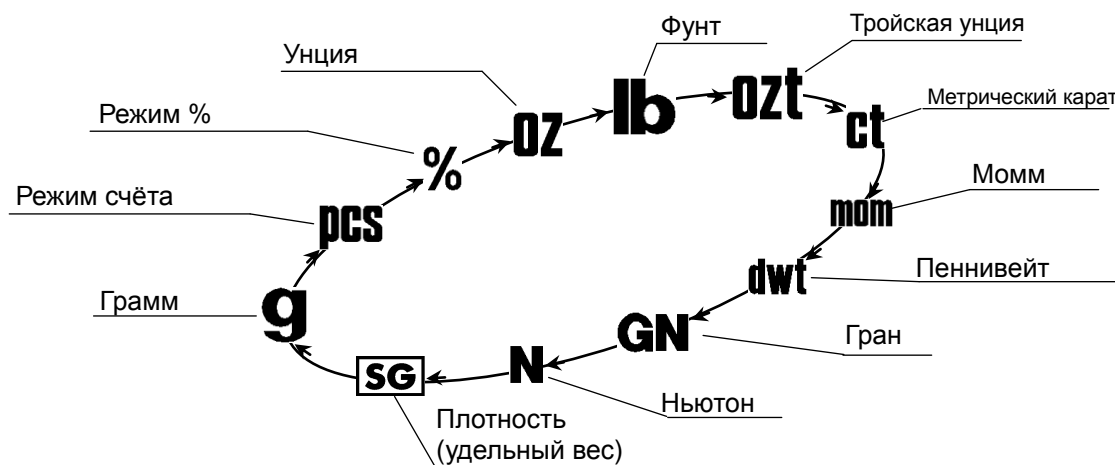 Тройская унция
Фунт
Унция
ozt
lb
Метрический карат
Режим %
oz
ct
%
Момм
Режим счёта
pcs
mom
Пеннивейт
dwt
Грамм
g
GN
Гран
N
SG
Ньютон
Плотность
(удельный вес)